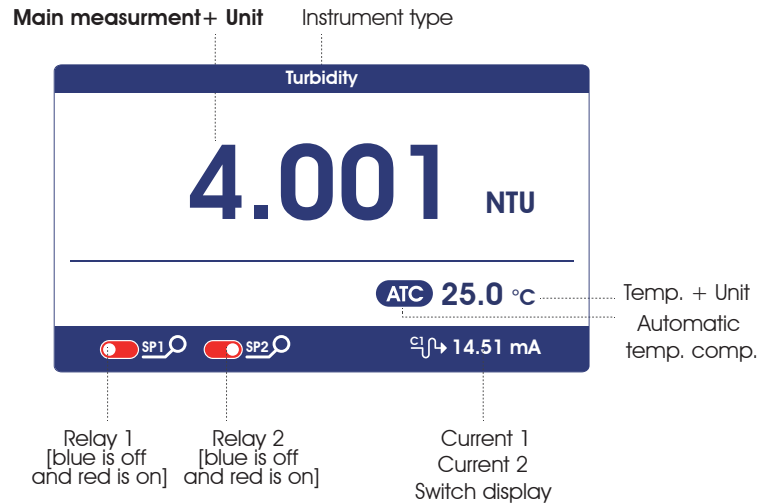 Main measurment+ Unit
Instrument type
Turbidity
4.001 NTU
ATC 25.0 °C
Temp. + Unit
Automatic
temp. comp.
SP1
SP2
C1 14.51 mA
Relay 1
[blue is off
and red is on]
Relay 2
[blue is off
and red is on]
Current 1
Current 2
Switch display